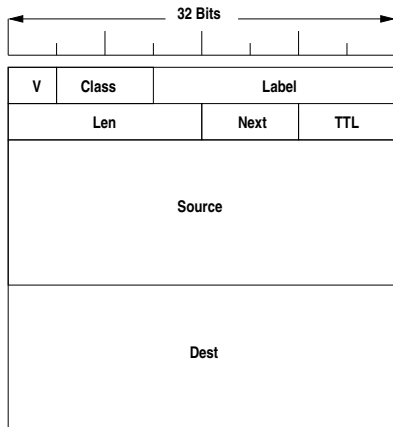 32 Bits
V Class Label
Len Next TTL
Source
Dest